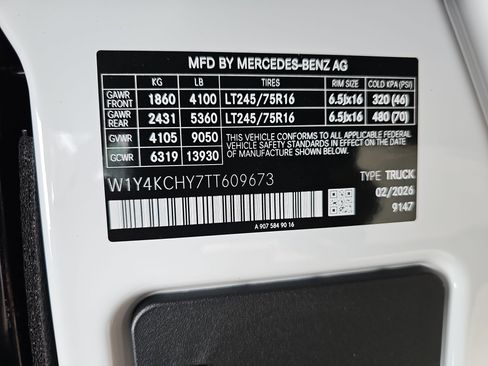 MFD BY MERCEDES-BENZ AG
KG LB TIRES RIM SIZE COLD KPA (PSI)
GAWR FRONT 1860 4100 LT245/75R16 6.5Jx16 320 (46)
GAWR REAR 2431 5360 LT245/75R16 6.5Jx16 480 (70)
GVWR 4105 9050
GCWR 6319 13930
THIS VEHICLE CONFORMS TO ALL APPLICABLE FEDERAL MOTOR VEHICLE SAFETY STANDARDS IN EFFECT ON THE DATE OF MANUFACTURE SHOWN
W1Y4KCHY7TT609673
TYPE TRUCK
02/2026
9147
A 907 584 90 16